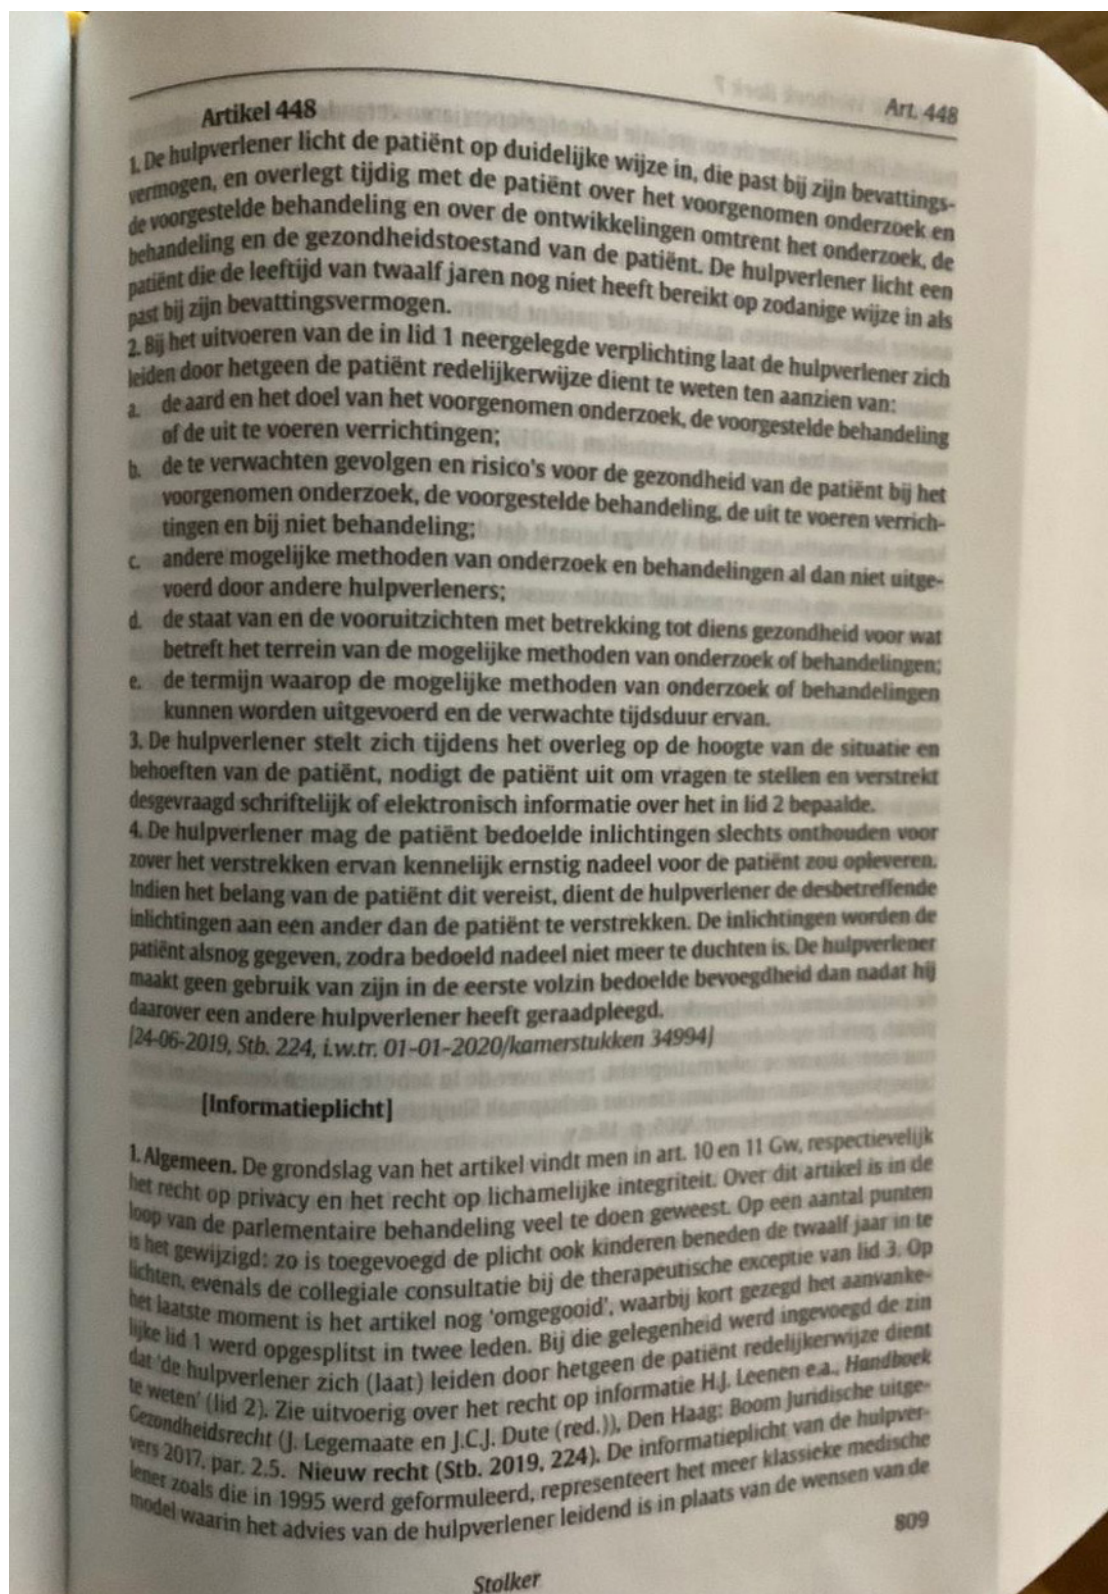 Art. 448
Artikel 448
1. De hulpverlener licht de patiënt op duidelijke wijze in, die past bij zijn bevattings-
vermogen, en overlegt tijdig met de patiënt over het voorgenomen onderzoek en
de voorgestelde behandeling en over de ontwikkelingen omtrent het onderzoek, de
behandeling en de gezondheidstoestand van de patiënt. De hulpverlener licht een
patiënt die de leeftijd van twaalf jaren nog niet heeft bereikt op zodanige wijze in als
past bij zijn bevattingsvermogen.
2. Bij het uitvoeren van de in lid 1 neergelegde verplichting laat de hulpverlener zich
leiden door hetgeen de patiënt redelijkerwijze dient te weten ten aanzien van:
a. de aard en het doel van het voorgenomen onderzoek, de voorgestelde behandeling
of de uit te voeren verrichtingen;
b. de te verwachten gevolgen en risico's voor de gezondheid van de patiënt bij het
voorgenomen onderzoek, de voorgestelde behandeling, de uit te voeren verrich-
tingen en bij niet behandeling;
c. andere mogelijke methoden van onderzoek en behandelingen al dan niet uitge-
voerd door andere hulpverleners;
d. de staat van en de vooruitzichten met betrekking tot diens gezondheid voor wat
betreft het terrein van de mogelijke methoden van onderzoek of behandelingen;
e. de termijn waarop de mogelijke methoden van onderzoek of behandelingen
kunnen worden uitgevoerd en de verwachte tijdsduur ervan.
3. De hulpverlener stelt zich tijdens het overleg op de hoogte van de situatie en
behoeften van de patiënt, nodigt de patiënt uit om vragen te stellen en verstrekt
desgevraagd schriftelijk of elektronisch informatie over het in lid 2 bepaalde.
4. De hulpverlener mag de patiënt bedoelde inlichtingen slechts onthouden voor
zover het verstrekken ervan kennelijk ernstig nadeel voor de patiënt zou opleveren.
Indien het belang van de patiënt dit vereist, dient de hulpverlener de desbetreffende
inlichtingen aan een ander dan de patiënt te verstrekken. De inlichtingen worden de
patiënt alsnog gegeven, zodra bedoeld nadeel niet meer te duchten is. De hulpverlener
maakt geen gebruik van zijn in de eerste volzin bedoelde bevoegdheid dan nadat hij
daarover een andere hulpverlener heeft geraadpleegd.
[24-06-2019, Stb. 224, i.w.tr. 01-01-2020/kamerstukken 34994]
[Informatieplicht]
1. Algemeen. De grondslag van het artikel vindt men in art. 10 en 11 Gw, respectievelijk
het recht op privacy en het recht op lichamelijke integriteit. Over dit artikel is in de
loop van de parlementaire behandeling veel te doen geweest. Op een aantal punten
is het gewijzigd: zo is toegevoegd de plicht ook kinderen beneden de twaalf jaar in te
lichten, evenals de collegiale consultatie bij de therapeutische exceptie van lid 3. Op
het laatste moment is het artikel nog 'omgegooid', waarbij kort gezegd het aanvanke-
lijke lid 1 werd opgesplitst in twee leden. Bij die gelegenheid werd ingevoegd de zin
dat 'de hulpverlener zich (laat) leiden door hetgeen de patiënt redelijkerwijze dient
te weten' (lid 2). Zie uitvoerig over het recht op informatie H.J. Leenen e.a., Handboek
Gezondheidsrecht (J. Legemaate en J.C.J. Dute (red.)), Den Haag: Boom Juridische uitge-
vers 2017, par. 2.5. Nieuw recht (Stb. 2019, 224). De informatieplicht van de hulpver-
lener zoals die in 1995 werd geformuleerd, representeert het meer klassieke medische
model waarin het advies van de hulpverlener leidend is in plaats van de wensen van de
809
Stolker